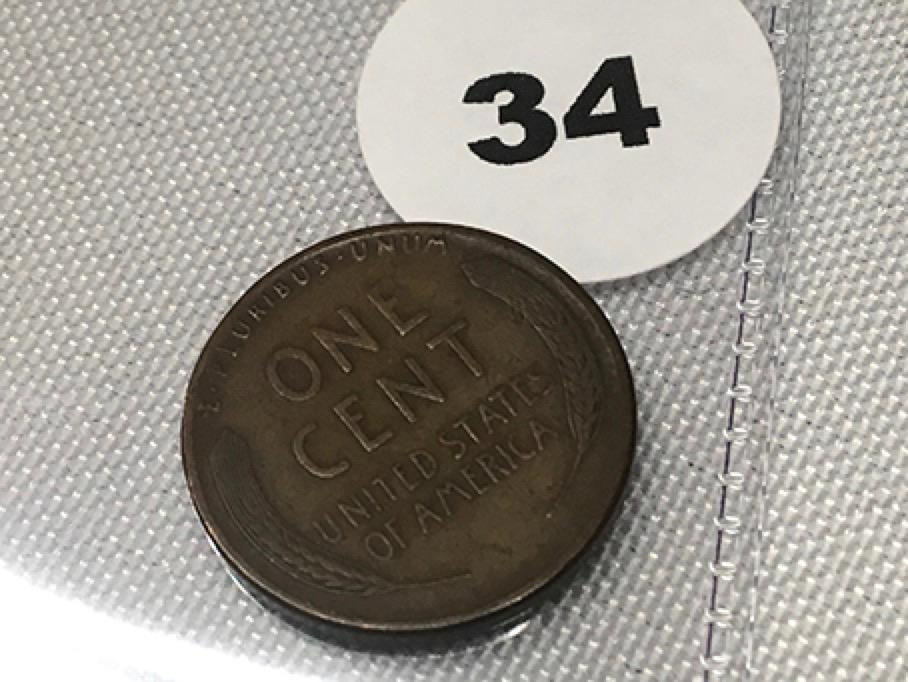 34
E·PLURIBUS·UNUM
ONE
CENT
UNITED STATES
OF AMERICA